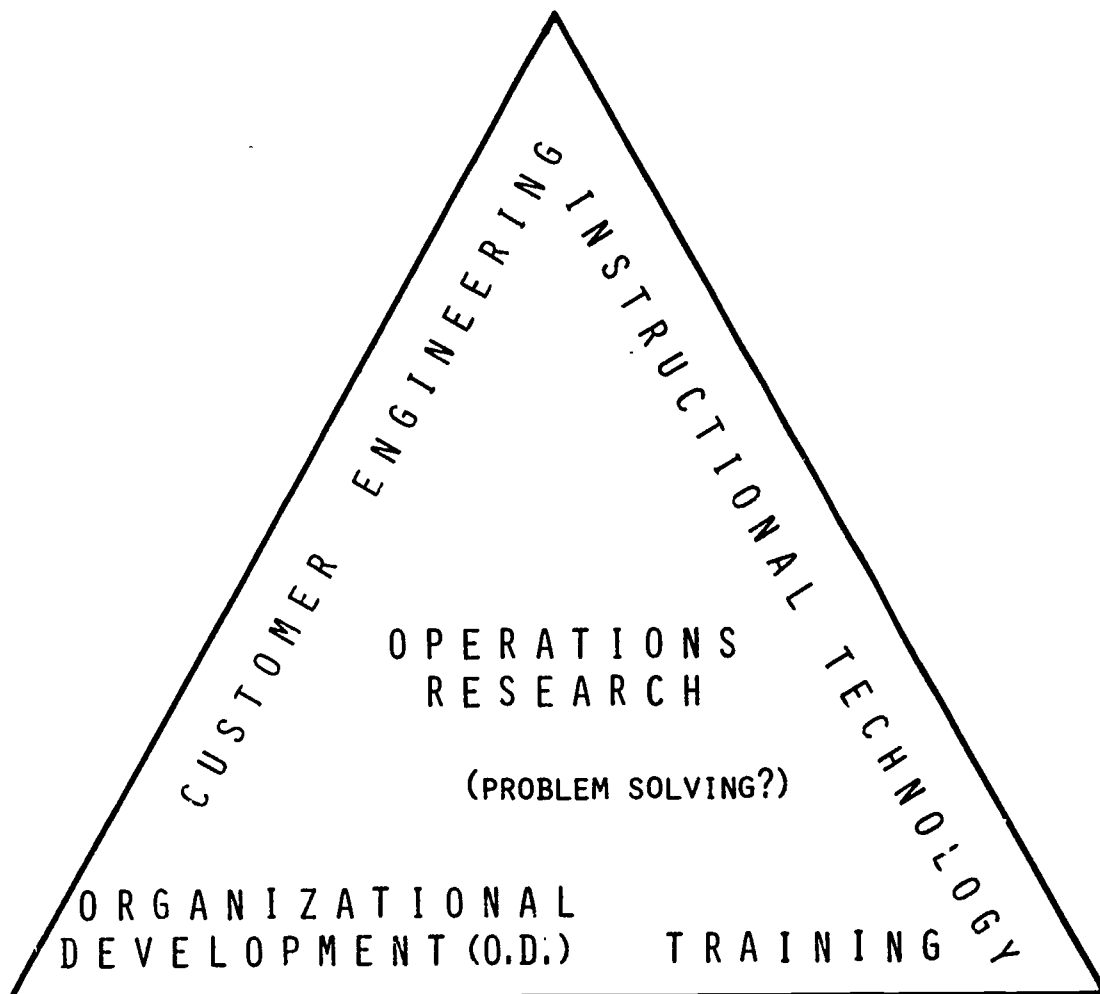 CUSTOMER ENGINEERING
INSTRUCTIONAL TECHNOLOGY
OPERATIONS
RESEARCH
(PROBLEM SOLVING?)
ORGANIZATIONAL
DEVELOPMENT (O.D.)
TRAINING